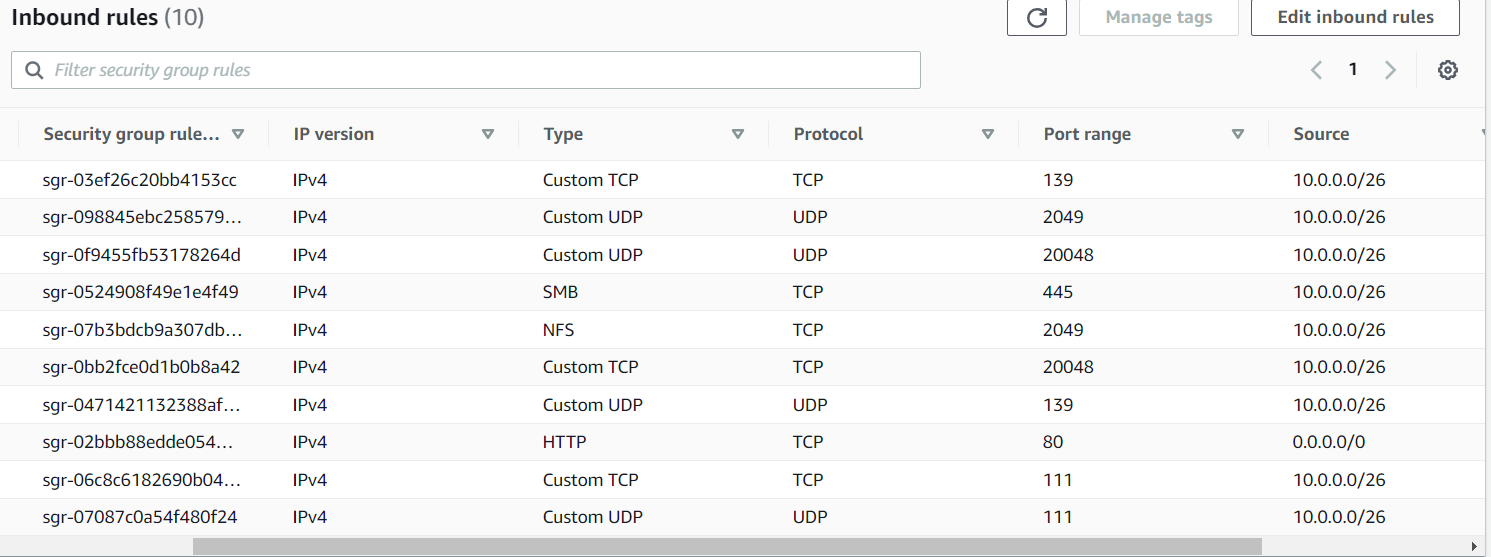 Inbound rules (10) Manage tags Edit inbound rules
Filter security group rules 1
Security group rule... IP version Type Protocol Port range Source
sgr-03ef26c20bb4153cc IPv4 Custom TCP TCP 139 10.0.0.0/26
sgr-098845ebc258579... IPv4 Custom UDP UDP 2049 10.0.0.0/26
sgr-0f9455fb53178264d IPv4 Custom UDP UDP 20048 10.0.0.0/26
sgr-0524908f49e1e4f49 IPv4 SMB TCP 445 10.0.0.0/26
sgr-07b3bdcb9a307db... IPv4 NFS TCP 2049 10.0.0.0/26
sgr-0bb2fce0d1b0b8a42 IPv4 Custom TCP TCP 20048 10.0.0.0/26
sgr-0471421132388af... IPv4 Custom UDP UDP 139 10.0.0.0/26
sgr-02bbb88edde054... IPv4 HTTP TCP 80 0.0.0.0/0
sgr-06c8c6182690b04... IPv4 Custom TCP TCP 111 10.0.0.0/26
sgr-07087c0a54f480f24 IPv4 Custom UDP UDP 111 10.0.0.0/26